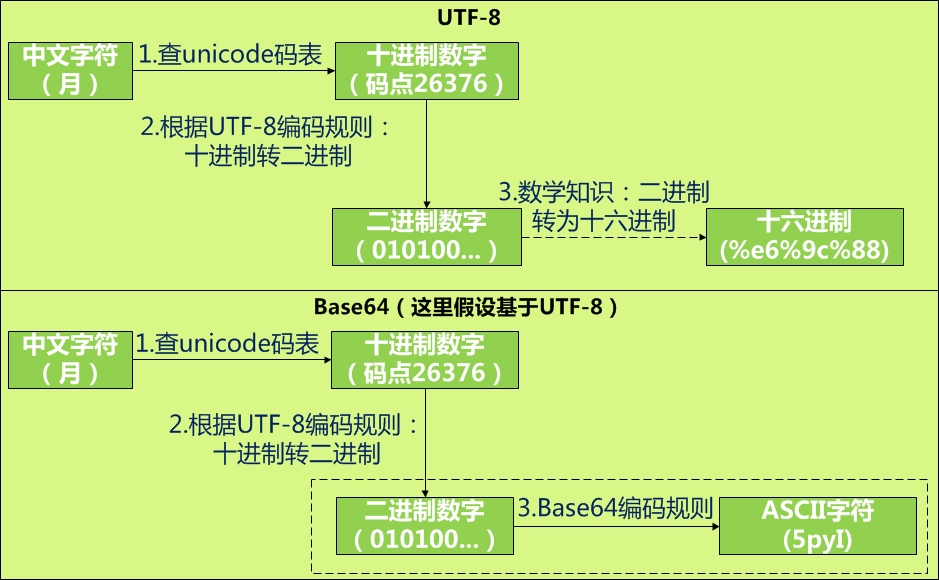 UTF-8
中文字符
（月）
1.查unicode码表
十进制数字
（码点26376）
2.根据UTF-8编码规则：
十进制转二进制
3.数学知识：二进制
转为十六进制
二进制数字
（010100...）
十六进制
(%e6%9c%88)
Base64（这里假设基于UTF-8）
中文字符
（月）
1.查unicode码表
十进制数字
（码点26376）
2.根据UTF-8编码规则：
十进制转二进制
二进制数字
（010100...）
3.Base64编码规则
ASCII字符
(5pyI)